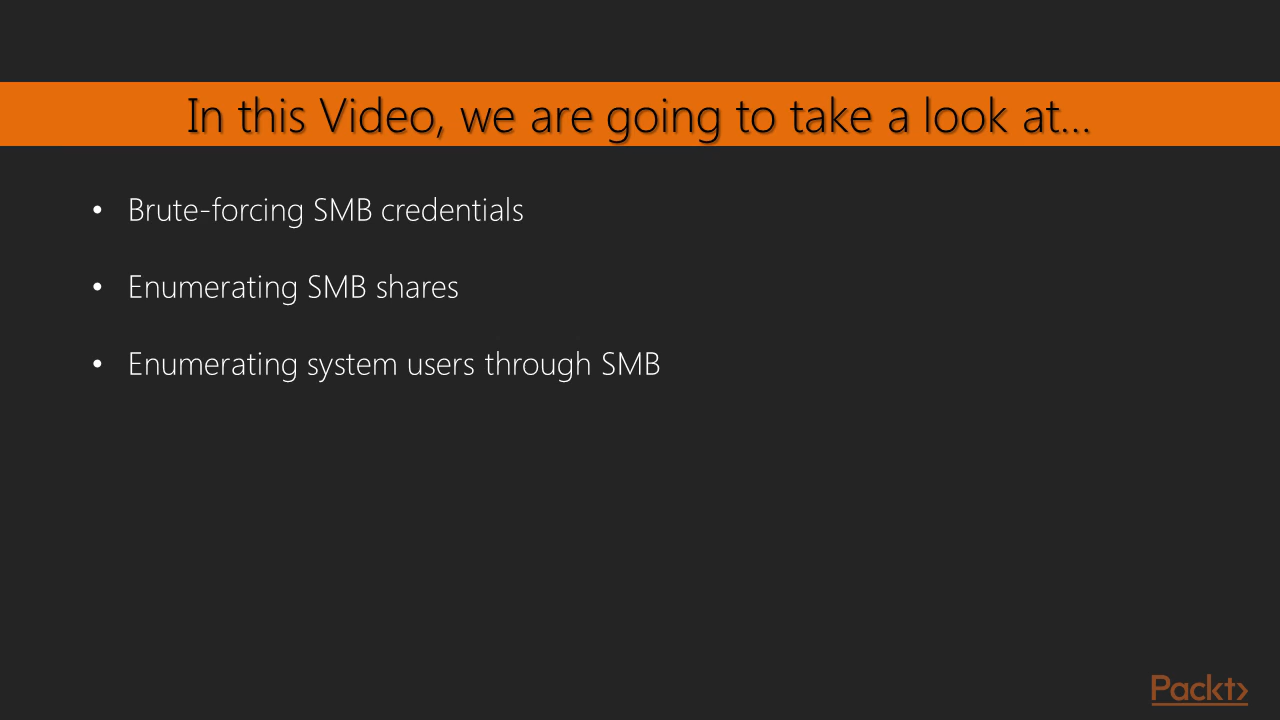 In this Video, we are going to take a look at...
• Brute-forcing SMB credentials
• Enumerating SMB shares
• Enumerating system users through SMB
Packt>